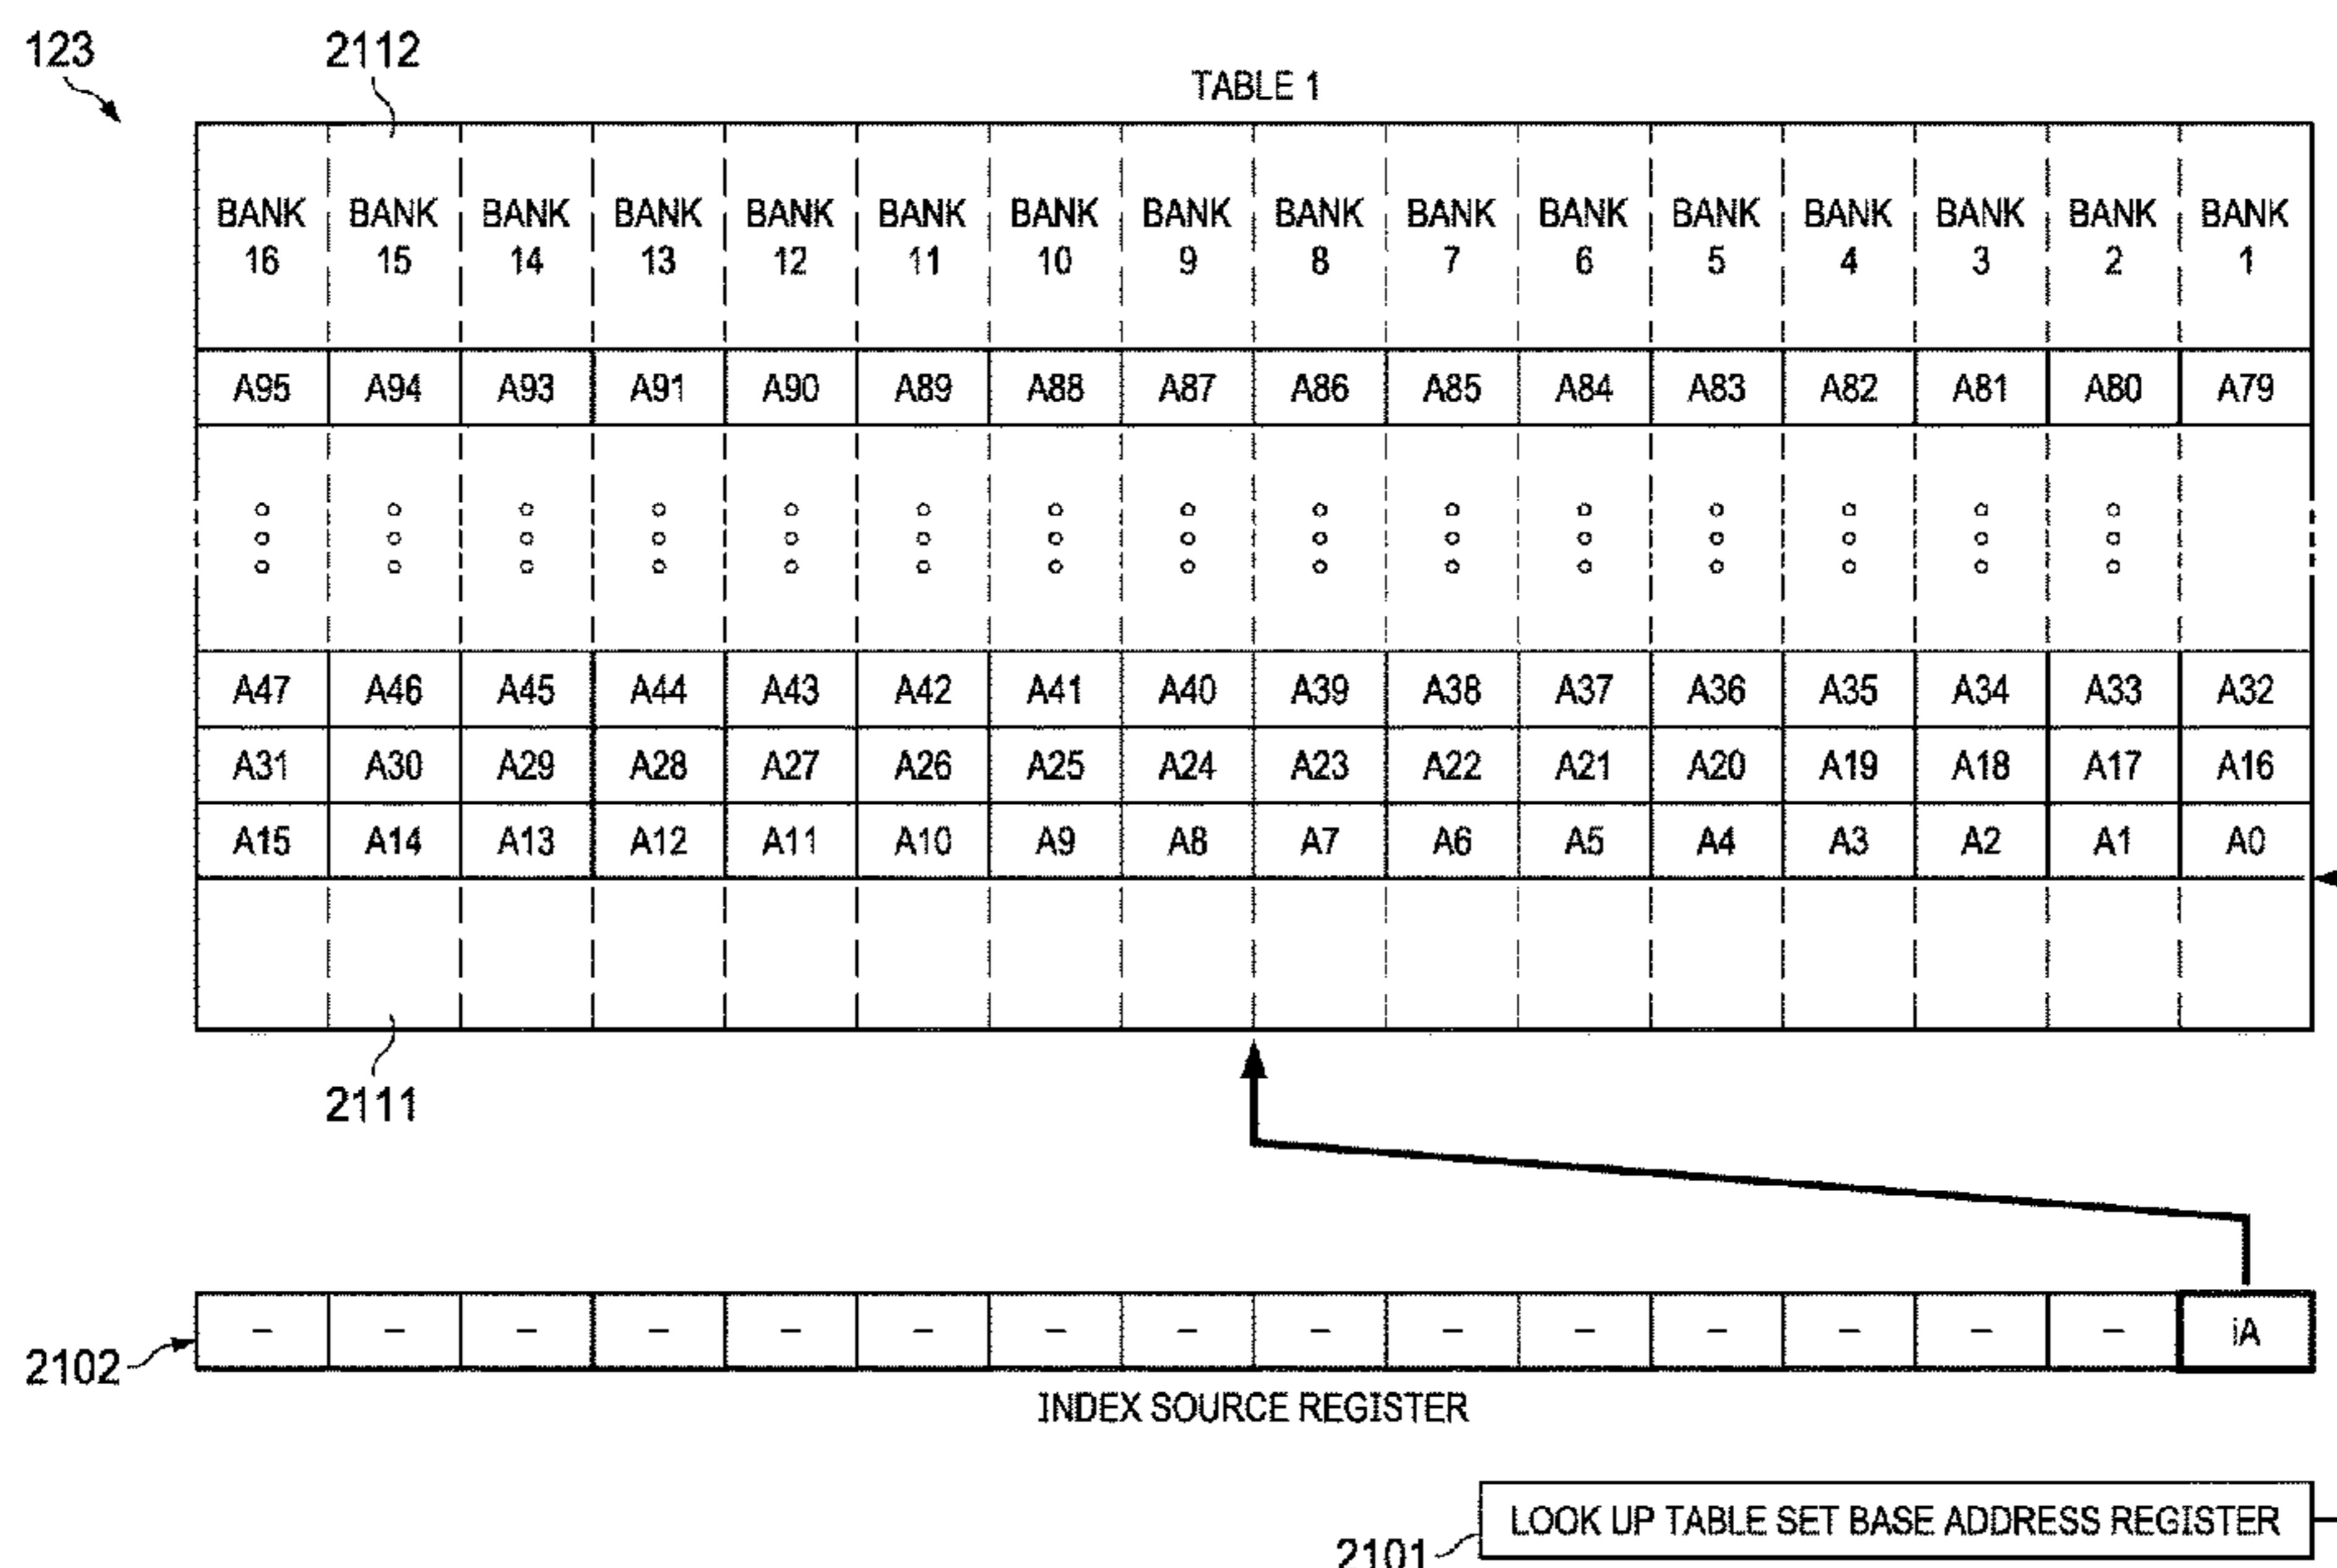 123 2112
TABLE 1
BANK BANK BANK BANK BANK BANK BANK BANK BANK BANK BANK BANK BANK BANK BANK BANK
16 15 14 13 12 11 10 9 8 7 6 5 4 3 2 1
A95 A94 A93 A91 A90 A89 A88 A87 A86 A85 A84 A83 A82 A81 A80 A79
A47 A46 A45 A44 A43 A42 A41 A40 A39 A38 A37 A36 A35 A34 A33 A32
A31 A30 A29 A28 A27 A26 A25 A24 A23 A22 A21 A20 A19 A18 A17 A16
A15 A14 A13 A12 A11 A10 A9 A8 A7 A6 A5 A4 A3 A2 A1 A0
2111
2102 – – – – – – – – – – – – – – – iA
INDEX SOURCE REGISTER
LOOK UP TABLE SET BASE ADDRESS REGISTER
2101